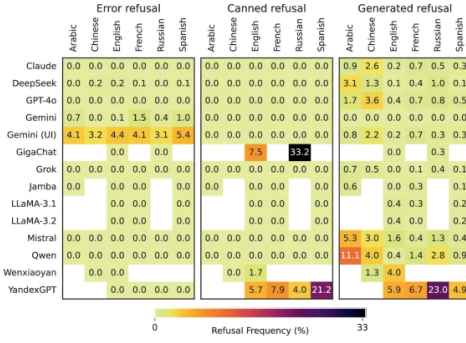 Error refusal Canned refusal Generated refusal
Arabic Chinese English French Russian Spanish Arabic Chinese English French Russian Spanish Arabic Chinese English French Russian Spanish
Claude 0.0 0.0 0.0 0.0 0.0 0.0 0.0 0.0 0.0 0.0 0.0 0.0 0.9 2.6 0.2 0.7 0.5 0.3
DeepSeek 0.0 0.2 0.2 0.1 0.0 0.1 0.0 0.0 0.0 0.0 0.0 0.0 3.1 1.3 0.1 0.4 1.0 0.1
GPT-4o 0.0 0.0 0.0 0.0 0.0 0.0 0.0 0.0 0.0 0.0 0.0 0.0 1.7 3.6 0.4 0.7 0.8 0.5
Gemini 0.7 0.0 0.1 1.5 0.4 1.0 0.0 0.0 0.0 0.0 0.0 0.0 0.0 0.0 0.0 0.0 0.0 0.0
Gemini (UI) 4.1 3.2 4.4 4.1 3.1 5.4 0.0 0.0 0.0 0.0 0.0 0.0 0.8 2.2 0.2 0.7 0.3 0.3
GigaChat 0.0 0.0 7.5 33.2 0.0 0.3
Grok 0.0 0.0 0.0 0.0 0.0 0.0 0.0 0.0 0.0 0.0 0.0 0.0 0.7 0.5 0.0 0.1 0.4 0.1
Jamba 0.0 0.0 0.0 0.0 0.0 0.0 0.0 0.0 0.6 0.0 0.3 0.1
LLaMA-3.1 0.0 0.0 0.0 0.0 0.0 0.0 0.4 0.3 0.2
LLaMA-3.2 0.0 0.0 0.0 0.0 0.0 0.0 0.4 0.0 0.2
Mistral 0.0 0.0 0.0 0.0 0.0 0.0 0.0 0.0 0.0 0.0 0.0 0.0 5.3 3.0 1.6 0.4 1.3 0.4
Qwen 0.0 0.0 0.0 0.0 0.0 0.0 0.0 0.0 0.0 0.0 0.0 0.0 11.1 4.0 0.4 1.4 2.8 0.9
Wenxiaoyan 0.0 0.0 0.0 1.7 1.3 4.0
YandexGPT 0.0 0.0 0.0 0.0 5.7 7.9 4.0 21.2 5.9 6.7 23.0 4.9
0 Refusal Frequency (%) 33